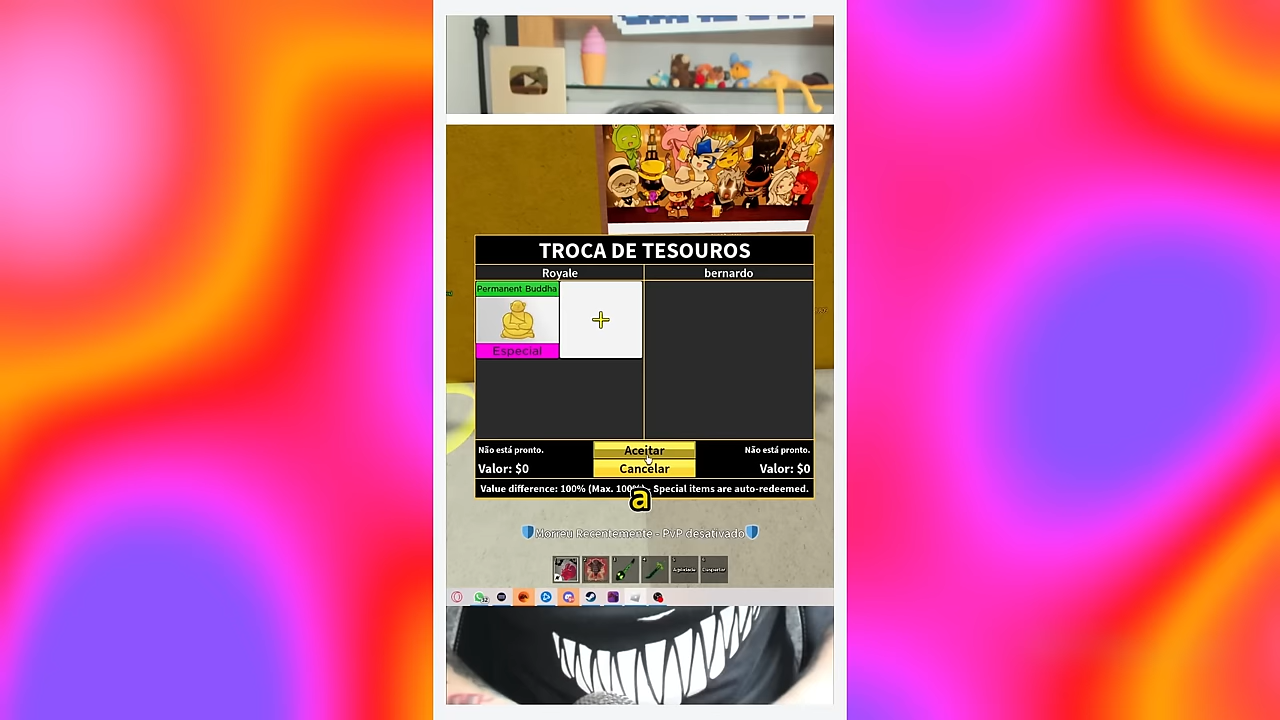 TROCA DE TESOUROS
Royale
bernardo
Permanent Buddha
Especial
Não está pronto.
Aceitar
Não está pronto.
Valor: $0
Cancelar
Valor: $0
Value difference: 100% (Max. 100%) - Special items are auto-redeemed.
a
Morreu Recentemente - PvP desativado